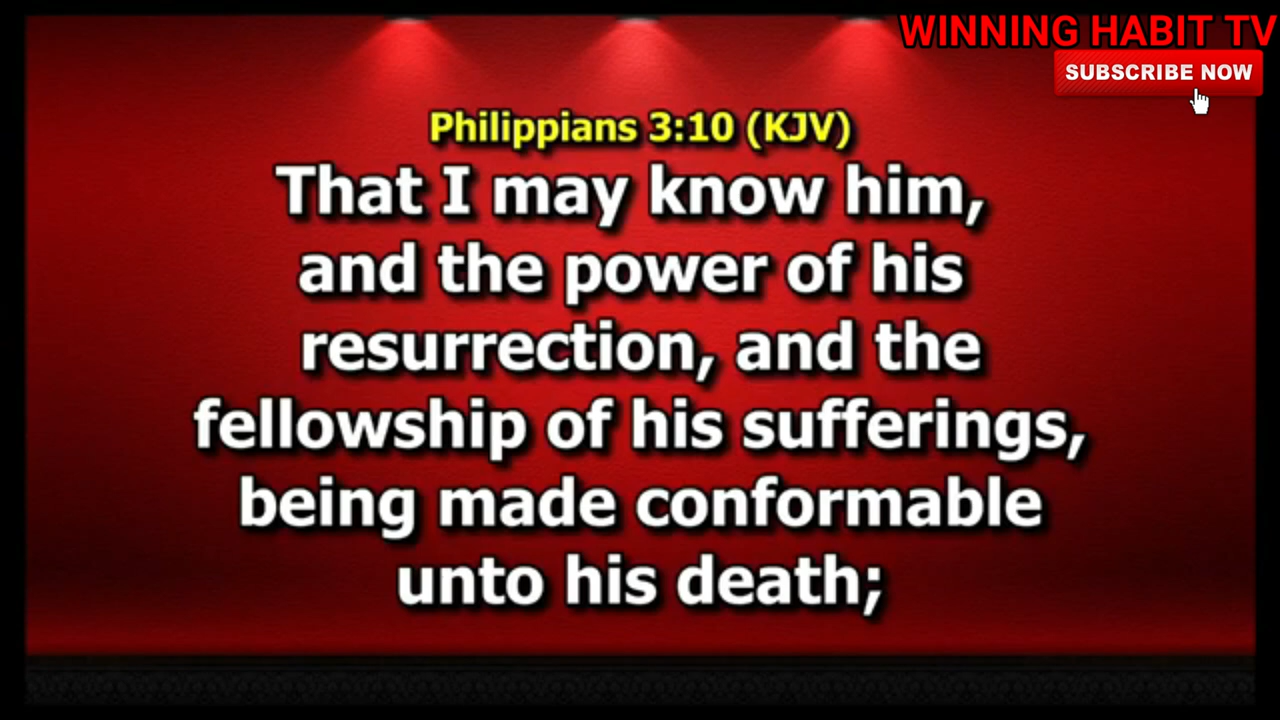 WINNING HABIT TV
SUBSCRIBE NOW
Philippians 3:10 (KJV)
That I may know him,
and the power of his
resurrection, and the
fellowship of his sufferings,
being made conformable
unto his death;